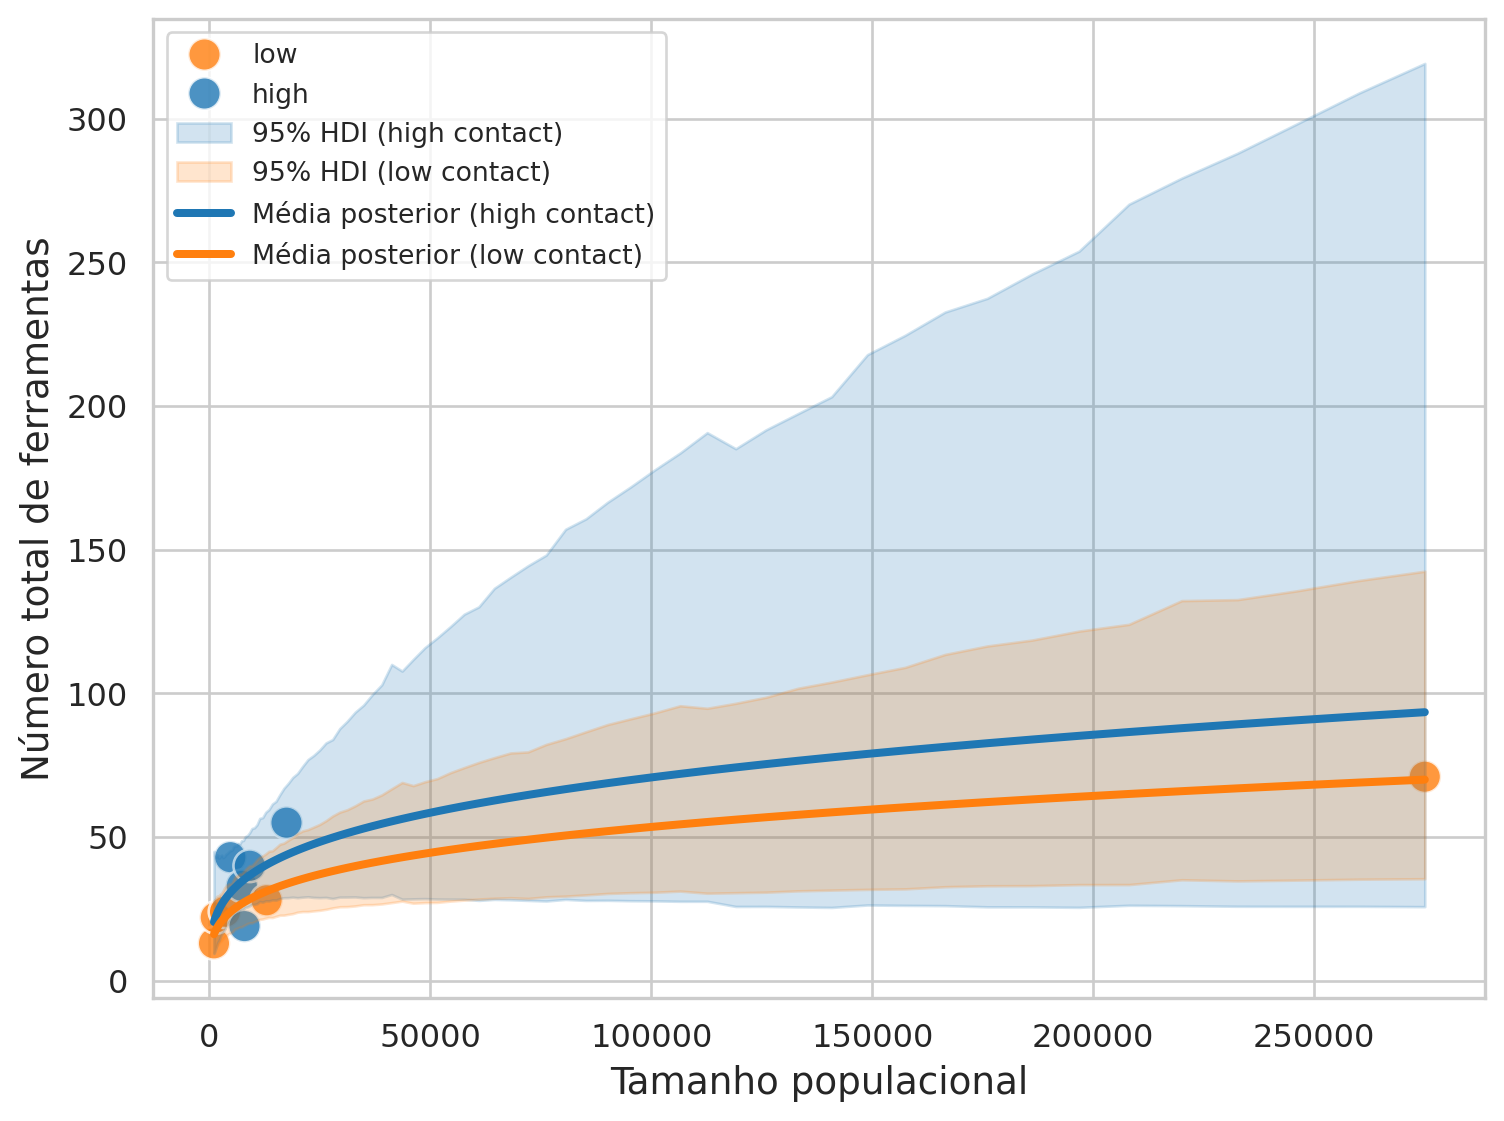 low
high
95% HDI (high contact)
95% HDI (low contact)
Média posterior (high contact)
Média posterior (low contact)
Número total de ferramentas
300
250
200
150
100
50
0
0 50000 100000 150000 200000 250000
Tamanho populacional